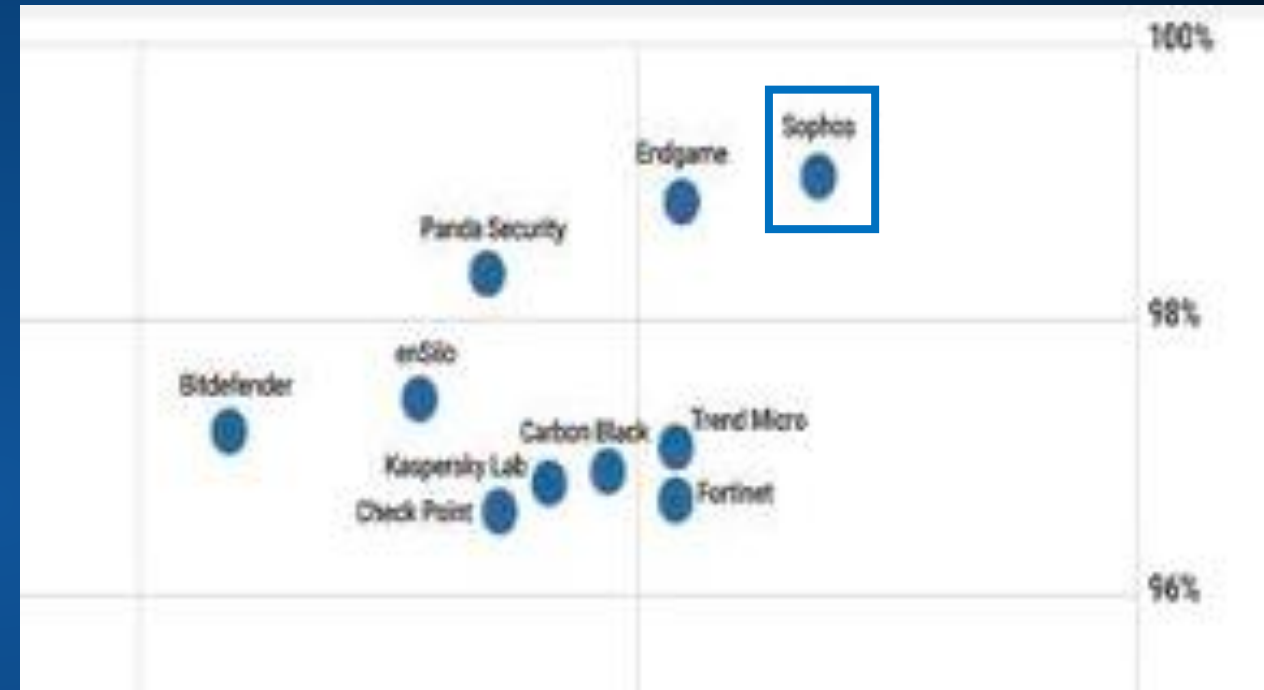 100%
Sophos
Endgame
Panda Security
98%
enSilo
Bitdefender
Trend Micro
Carbon Black
Kaspersky Lab
Fortinet
Check Point
96%